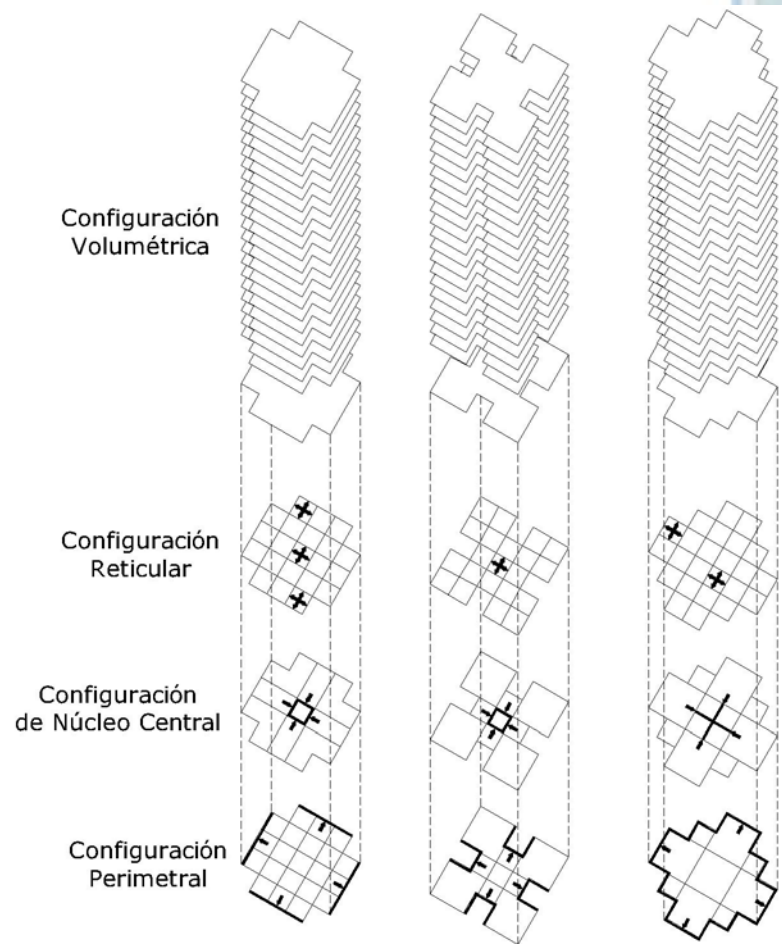 Configuración
Volumétrica
Configuración
Reticular
Configuración
de Núcleo Central
Configuración
Perimetral